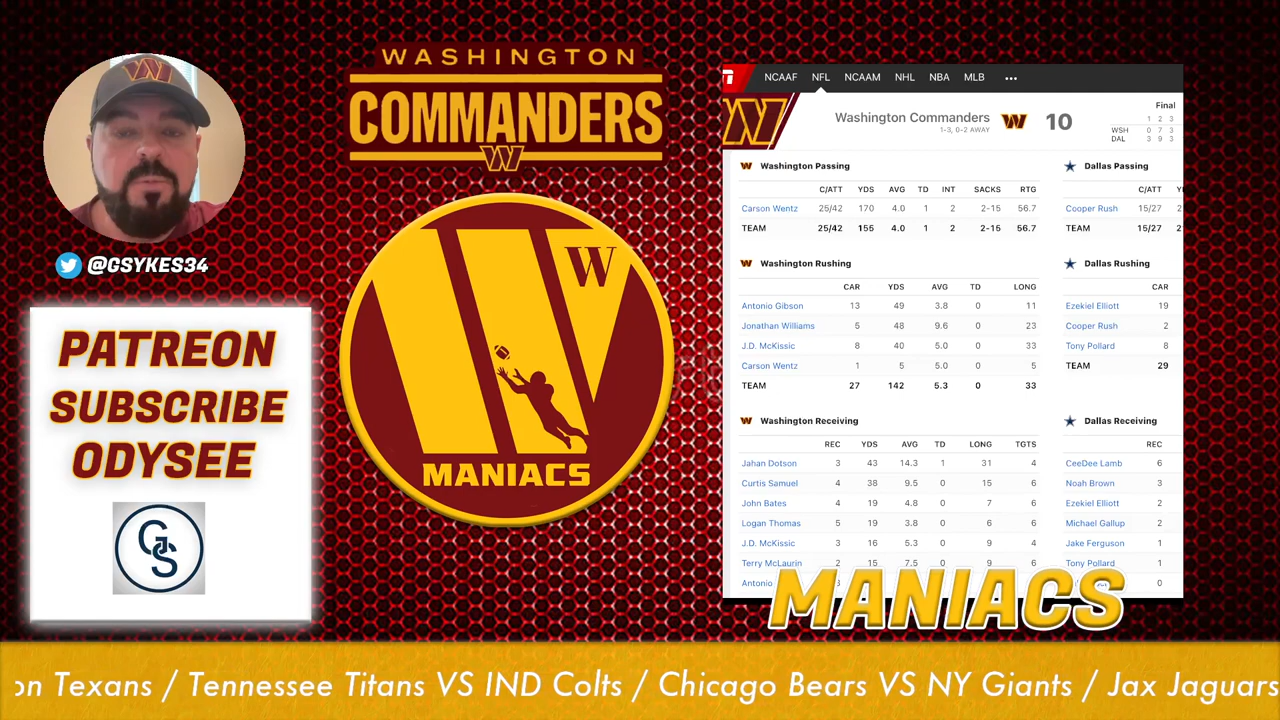 WASHINGTON
COMMANDERS
W
@GSYKES34
PATREON
SUBSCRIBE
ODYSEE
GS
W
MANIACS
NCAAF NFL NCAAM NHL NBA MLB •••
Washington Commanders W 10
1-3, 0-2 AWAY
Final
1 2 3
WSH 0 7 3
DAL 3 9 3
Washington Passing
C/ATT YDS AVG TD INT SACKS RTG
Carson Wentz 25/42 170 4.0 1 2 2-15 56.7
TEAM 25/42 155 4.0 1 2 2-15 56.7
Dallas Passing
C/ATT
Cooper Rush 15/27 2
TEAM 15/27 2
Washington Rushing
CAR YDS AVG TD LONG
Antonio Gibson 13 49 3.8 0 11
Jonathan Williams 5 48 9.6 0 23
J.D. McKissic 8 40 5.0 0 33
Carson Wentz 1 5 5.0 0 5
TEAM 27 142 5.3 0 33
Dallas Rushing
CAR
Ezekiel Elliott 19
Cooper Rush 2
Tony Pollard 8
TEAM 29
Washington Receiving
REC YDS AVG TD LONG TGTS
Jahan Dotson 3 43 14.3 1 31 4
Curtis Samuel 4 38 9.5 0 15 6
John Bates 4 19 4.8 0 7 6
Logan Thomas 5 19 3.8 0 6 6
J.D. McKissic 3 16 5.3 0 9 4
Terry McLaurin 2 15 7.5 0 9 6
Antonio
Dallas Receiving
REC
CeeDee Lamb 6
Noah Brown 3
Ezekiel Elliott 2
Michael Gallup 2
Jake Ferguson 1
Tony Pollard 1
0
MANIACS
on Texans / Tennessee Titans VS IND Colts / Chicago Bears VS NY Giants / Jax Jaguars